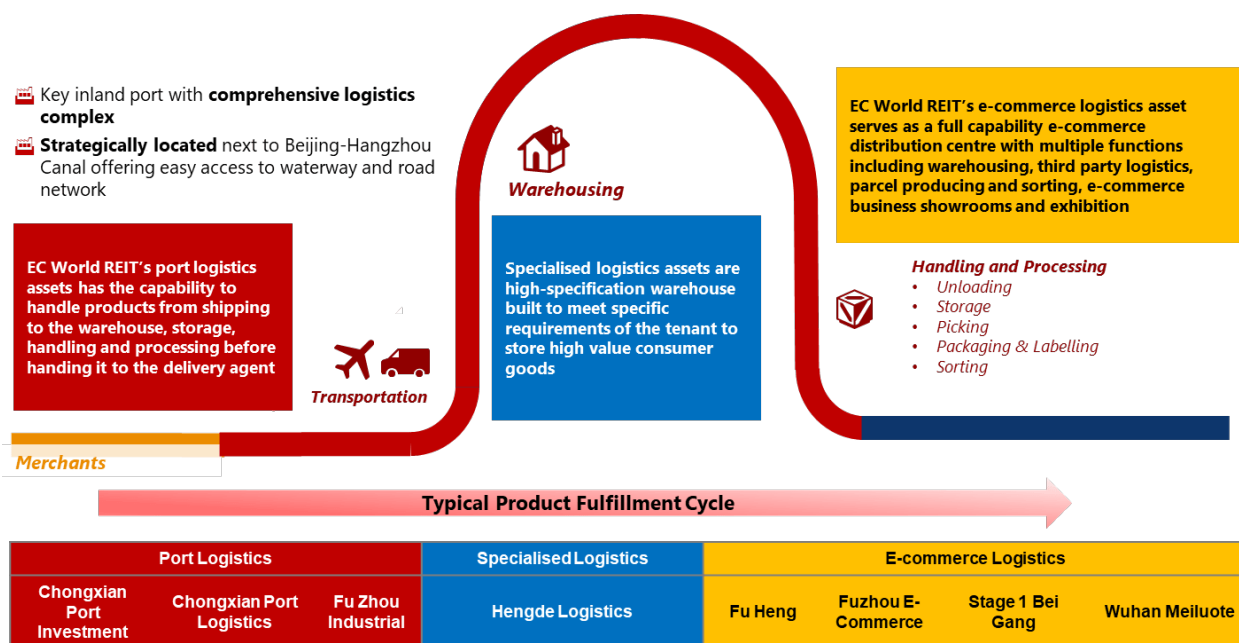 Key inland port with comprehensive logistics
complex
Strategically located next to Beijing-Hangzhou
Canal offering easy access to waterway and road
network
EC World REIT's port logistics
assets has the capability to
handle products from shipping
to the warehouse, storage,
handling and processing before
handing it to the delivery agent
Transportation
Merchants
Warehousing
Specialised logistics assets are
high-specification warehouse
built to meet specific
requirements of the tenant to
store high value consumer
goods
EC World REIT's e-commerce logistics asset
serves as a full capability e-commerce
distribution centre with multiple functions
including warehousing, third party logistics,
parcel producing and sorting, e-commerce
business showrooms and exhibition
Handling and Processing
• Unloading
• Storage
• Picking
• Packaging & Labelling
• Sorting
Typical Product Fulfillment Cycle
Port Logistics
Specialised Logistics
E-commerce Logistics
Chongxian
Port
Investment
Chongxian Port
Logistics
Fu Zhou
Industrial
Hengde Logistics
Fu Heng
Fuzhou E-
Commerce
Stage 1 Bei
Gang
Wuhan Meiluote